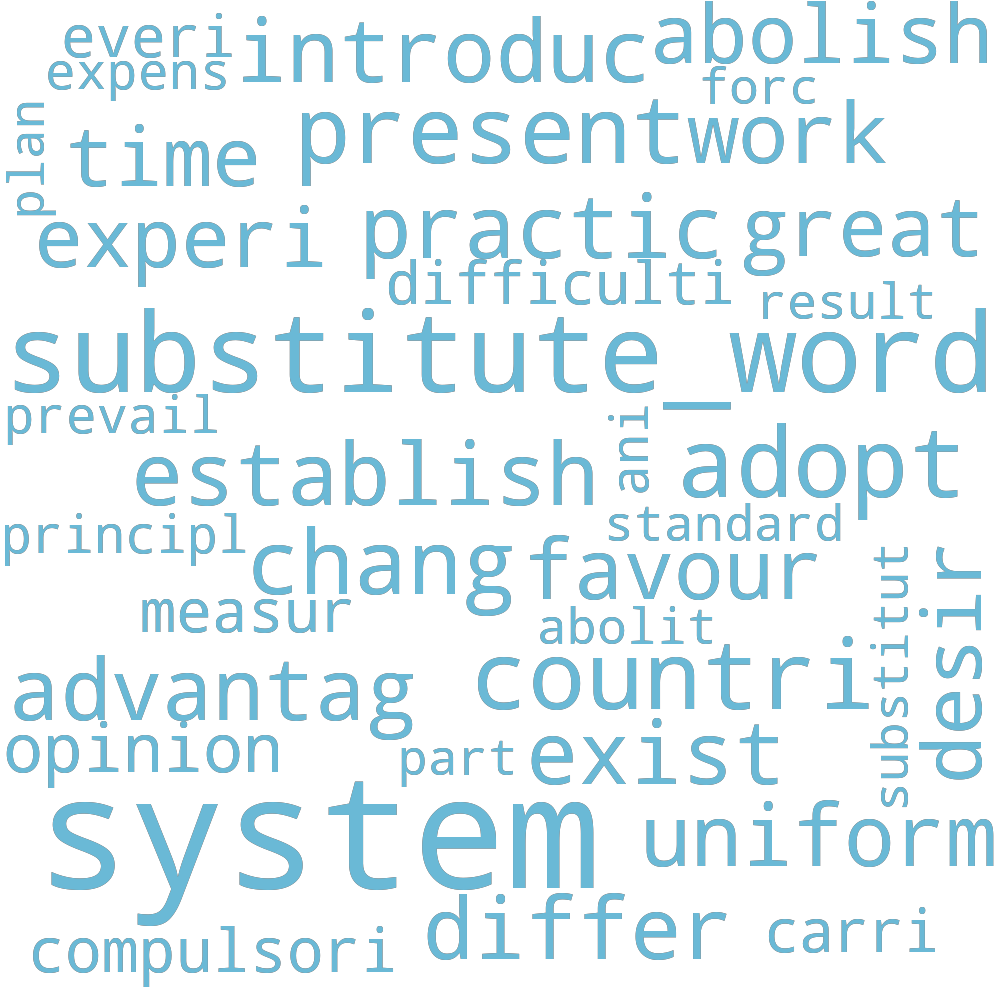 everi
introduc
abolish
expens
forc
plan
time
present
work
experi
practic
great
difficulti
result
substitute_word
prevail
ani
establish
adopt
standard
principl
chang
favour
measur
abolit
substitut
desir
advantag
countri
opinion
part
exist
system
uniform
compulsori
differ
carri